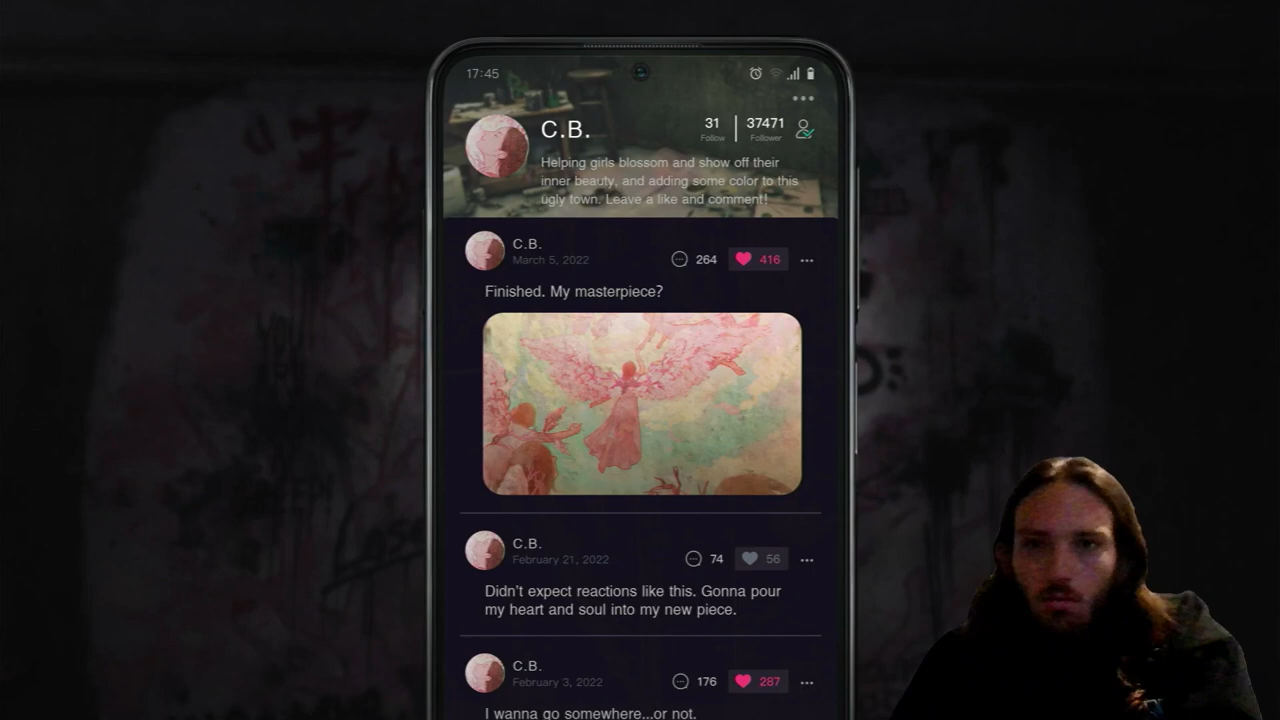 17:45
C.B.
31
Follow
37471
Follower
Helping girls blossom and show off their
inner beauty, and adding some color to this
ugly town. Leave a like and comment!
C.B.
March 5, 2022
264
416
Finished. My masterpiece?
C.B.
February 21, 2022
74
56
Didn't expect reactions like this. Gonna pour
my heart and soul into my new piece.
C.B.
February 3, 2022
176
287
I wanna go somewhere...or not.